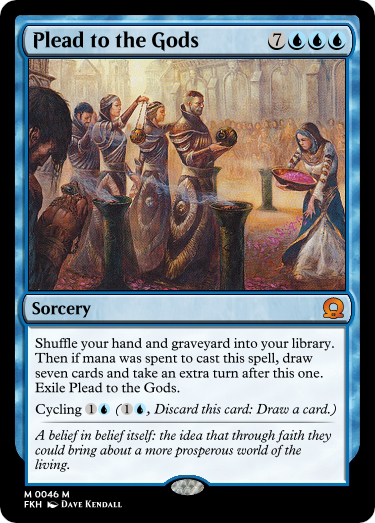 Plead to the Gods 7
Sorcery
Shuffle your hand and graveyard into your library.
Then if mana was spent to cast this spell, draw
seven cards and take an extra turn after this one.
Exile Plead to the Gods.
Cycling 1 (1 , Discard this card: Draw a card.)
A belief in belief itself: the idea that through faith they
could bring about a more prosperous world of the
living.
M 0046 M
FKH DAVE KENDALL